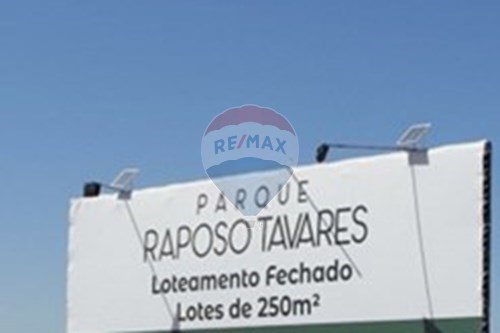 RE/MAX
PARQUE
RAPOSO TAVARES
Loteamento Fechado
Lotes de 250m²